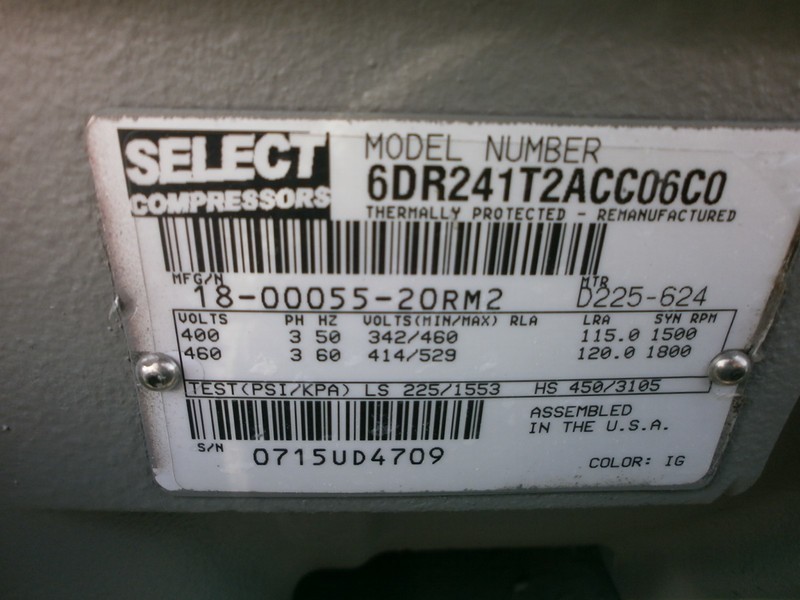 SELECT
COMPRESSORS
MODEL NUMBER
6DR241T2ACC06C0
THERMALLY PROTECTED - REMANUFACTURED
MFG/N
18-00055-20RM2
MTR
D225-624
VOLTS PH HZ VOLTS(MIN/MAX) RLA LRA SYN RPM
400 3 50 342/460 115.0 1500
460 3 60 414/529 120.0 1800
TEST(PSI/KPA) LS 225/1553 HS 450/3105
ASSEMBLED
IN THE U.S.A.
S/N 0715UD4709
COLOR: IG